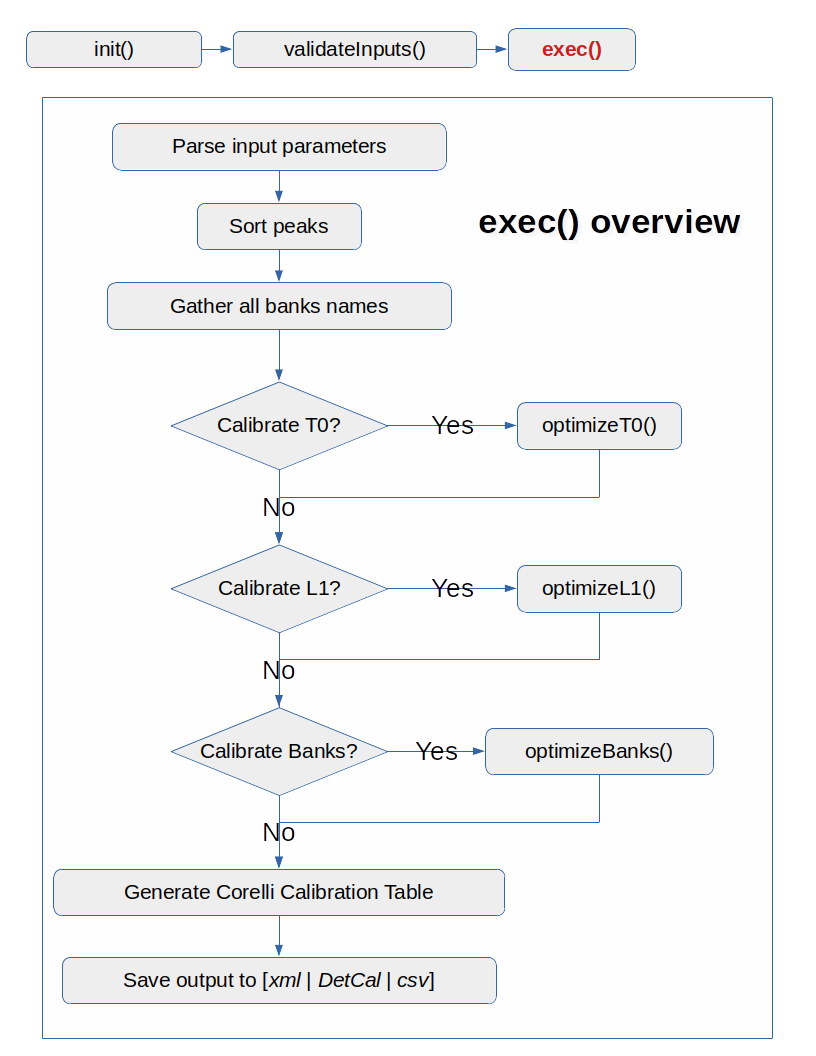 init()
validateInputs()
exec()
Parse input parameters
Sort peaks
exec() overview
Gather all banks names
Calibrate T0?
Yes
optimizeT0()
No
Calibrate L1?
Yes
optimizeL1()
No
Calibrate Banks?
Yes
optimizeBanks()
No
Generate Corelli Calibration Table
Save output to [xml | DetCal | csv]